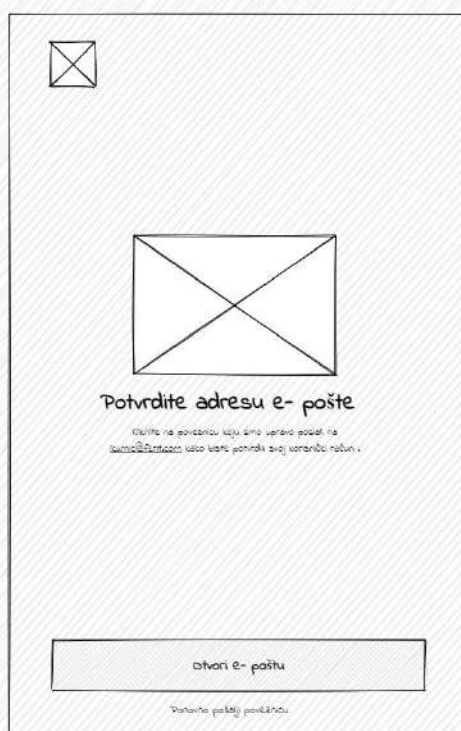 Potvrdite adresu e- pošte
Kliknite na poveznicu koju smo upravo poslali na
kako biste potvrdili svoj korisnički račun .
Otvori e- poštu
Ponovno pošalji poveznicu